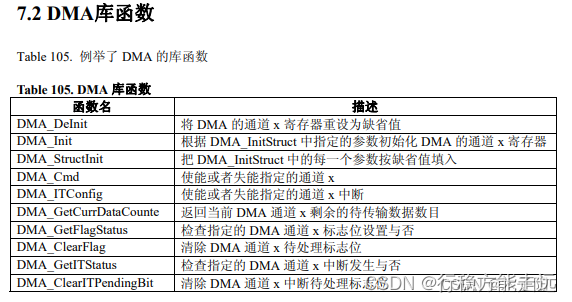 7.2 DMA库函数
Table 105. 例举了 DMA 的库函数
Table 105. DMA 库函数
函数名 描述
DMA_DeInit 将 DMA 的通道 x 寄存器重设为缺省值
DMA_Init 根据 DMA_InitStruct 中指定的参数初始化 DMA 的通道 x 寄存器
DMA_StructInit 把 DMA_InitStruct 中的每一个参数按缺省值填入
DMA_Cmd 使能或者失能指定的通道 x
DMA_ITConfig 使能或者失能指定的通道 x 中断
DMA_GetCurrDataCounte 返回当前 DMA 通道 x 剩余的待传输数据数目
DMA_GetFlagStatus 检查指定的 DMA 通道 x 标志位设置与否
DMA_ClearFlag 清除 DMA 通道 x 待处理标志位
DMA_GetITStatus 检查指定的 DMA 通道 x 中断发生与否
DMA_ClearITPendingBit 清除 DMA 通道 x 中断待处理标志位
CSDN @行稳方能走远